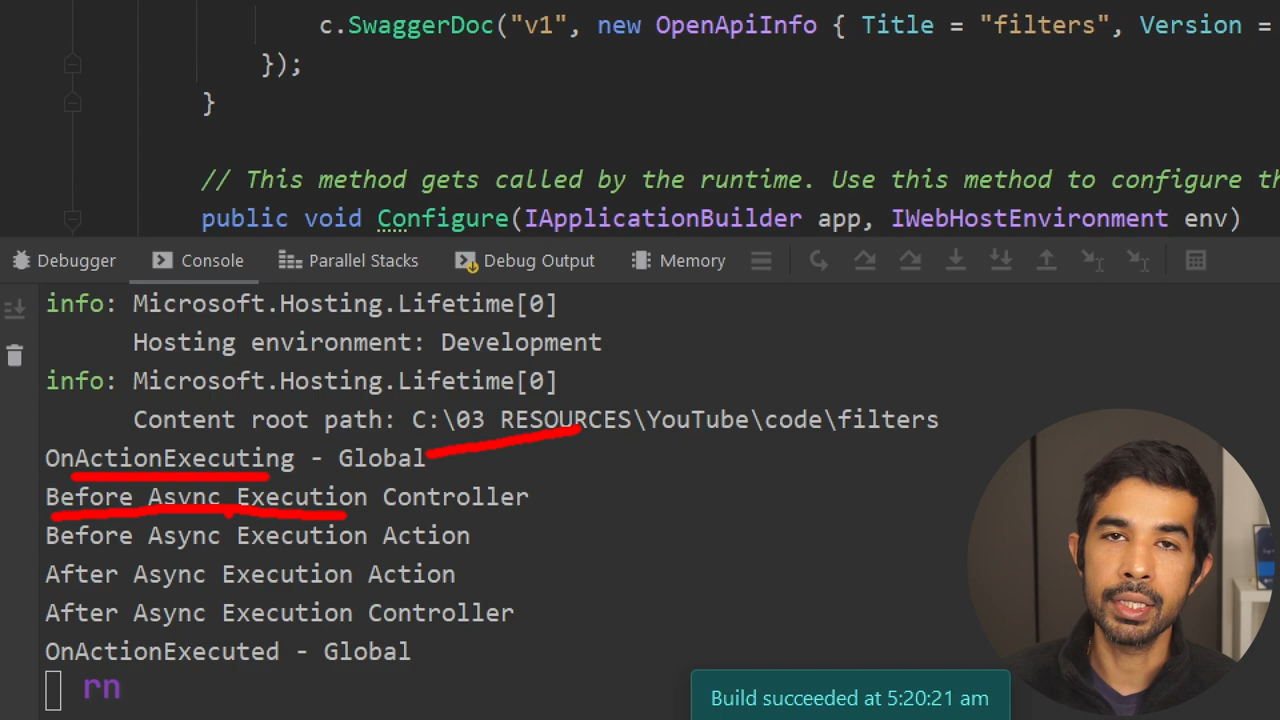 c.SwaggerDoc("v1", new OpenApiInfo { Title = "filters", Version =
});
}
// This method gets called by the runtime. Use this method to configure th
public void Configure(IApplicationBuilder app, IWebHostEnvironment env)
Debugger Console Parallel Stacks Debug Output Memory
info: Microsoft.Hosting.Lifetime[0]
Hosting environment: Development
info: Microsoft.Hosting.Lifetime[0]
Content root path: C:\03 RESOURCES\YouTube\code\filters
OnActionExecuting - Global
Before Async Execution Controller
Before Async Execution Action
After Async Execution Action
After Async Execution Controller
OnActionExecuted - Global
rn
Build succeeded at 5:20:21 am